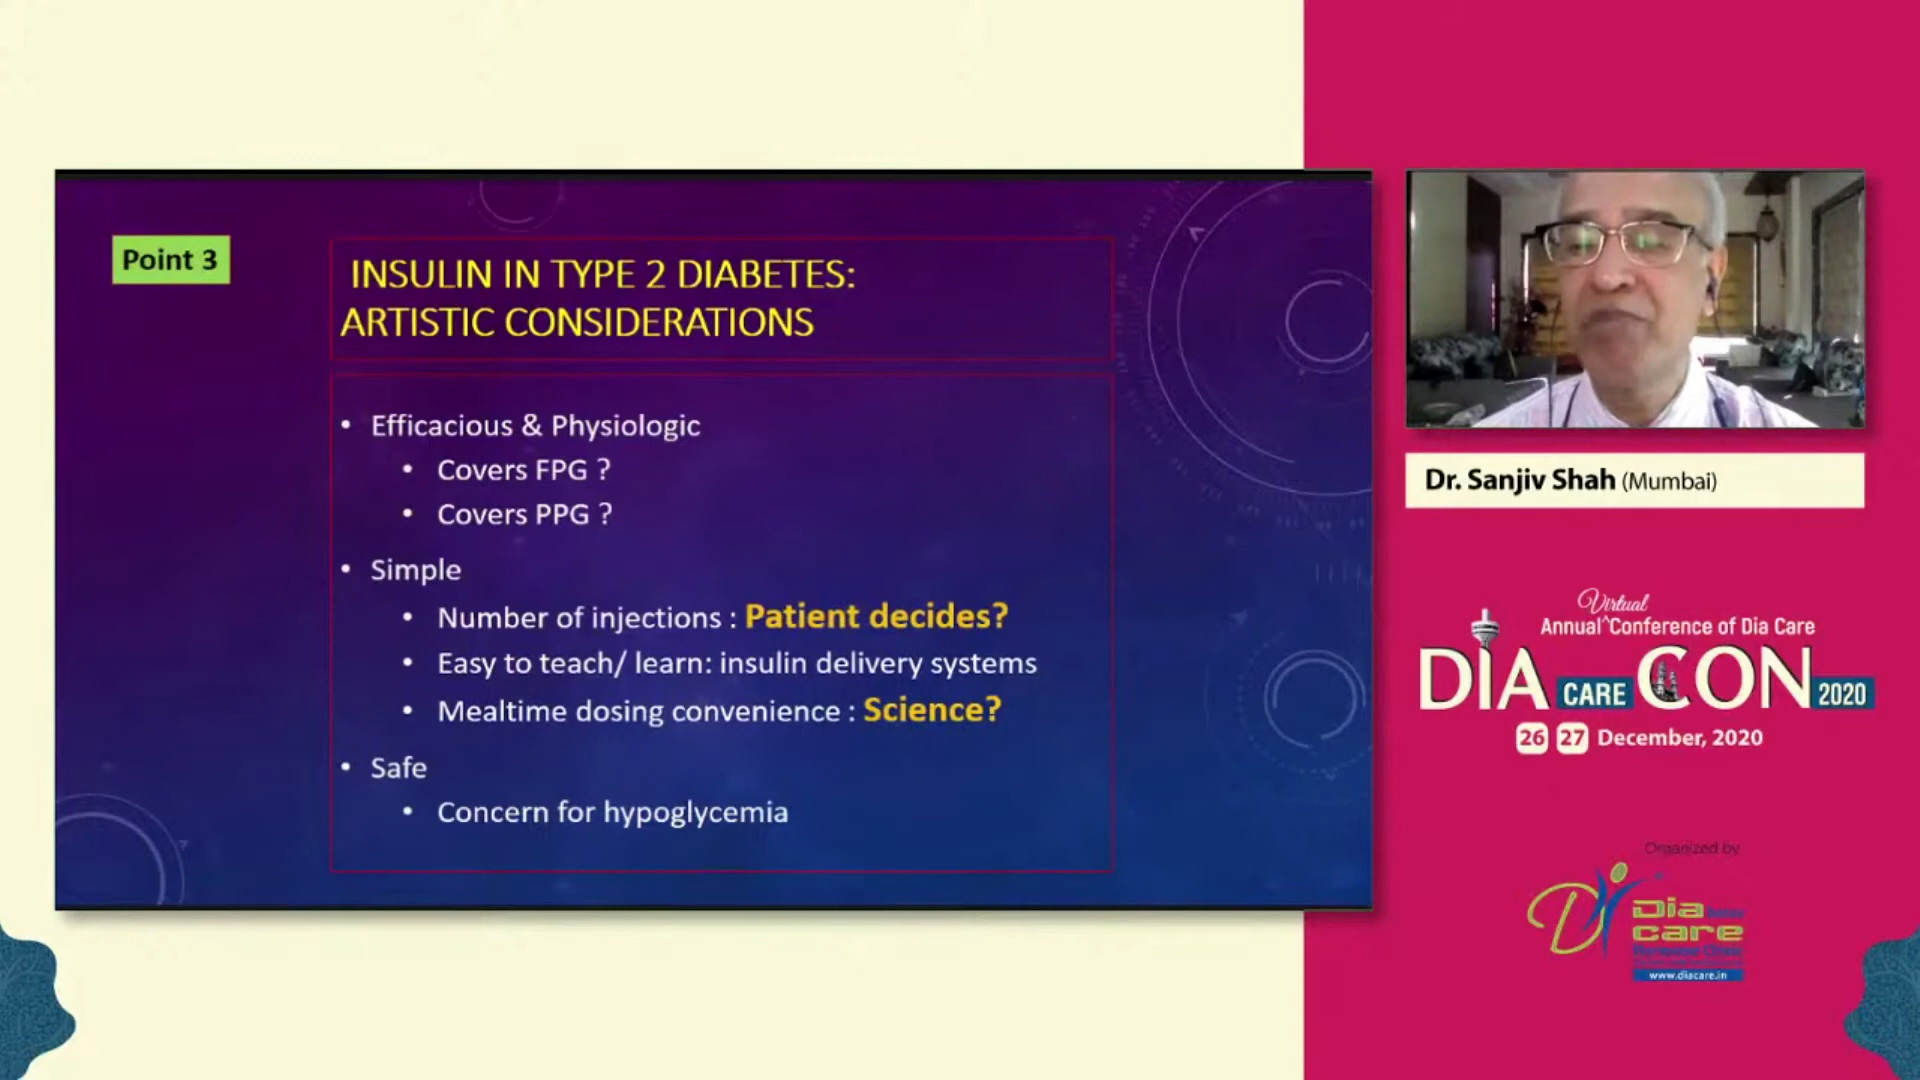 Point 3
INSULIN IN TYPE 2 DIABETES:
ARTISTIC CONSIDERATIONS
• Efficacious & Physiologic
• Covers FPG ?
• Covers PPG ?
• Simple
• Number of injections : Patient decides?
• Easy to teach/ learn: insulin delivery systems
• Mealtime dosing convenience : Science?
• Safe
• Concern for hypoglycemia
Dr. Sanjiv Shah (Mumbai)
Virtual
Annual ^ Conference of Dia Care
DIA CARE CON 2020
26 27 December, 2020
Organized by
Dia
care
www.diacare.in